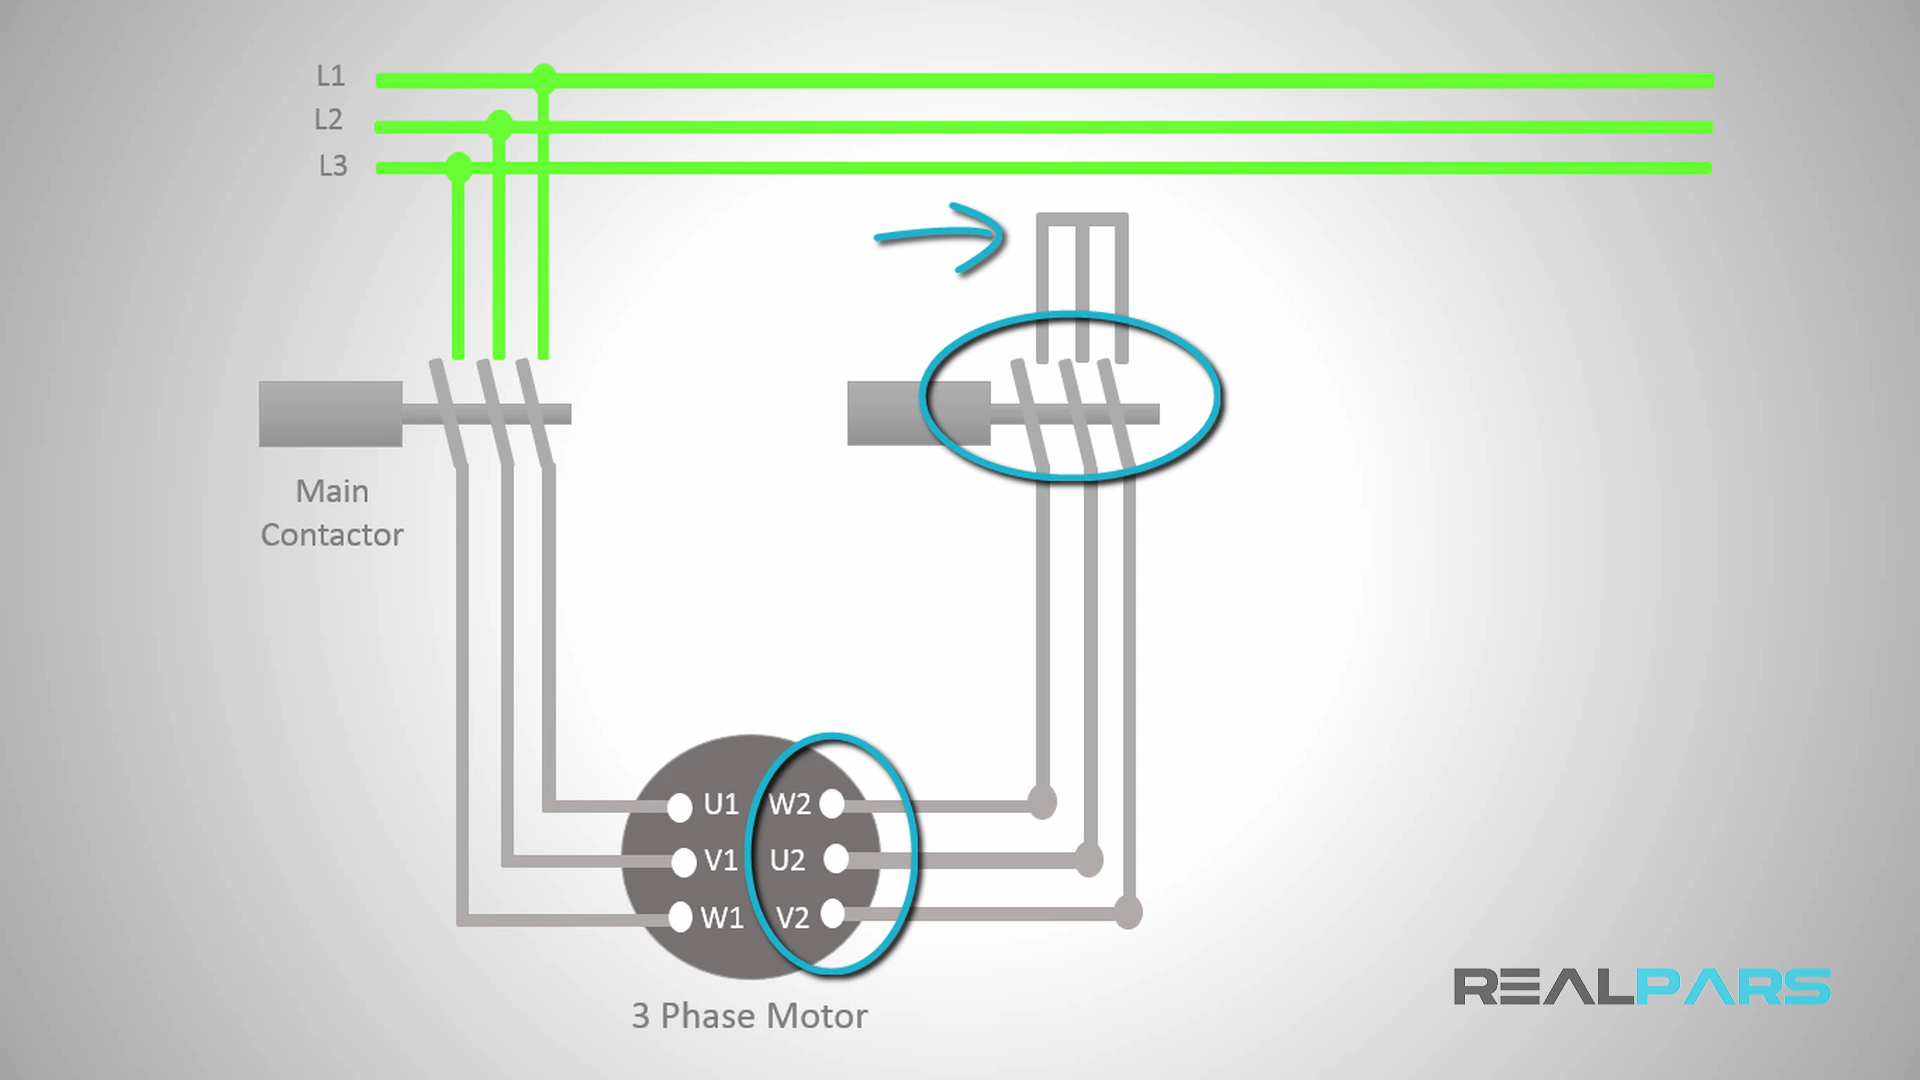 L1
L2
L3
Main
Contactor
U1 W2
V1 U2
W1 V2
3 Phase Motor
REALPARS